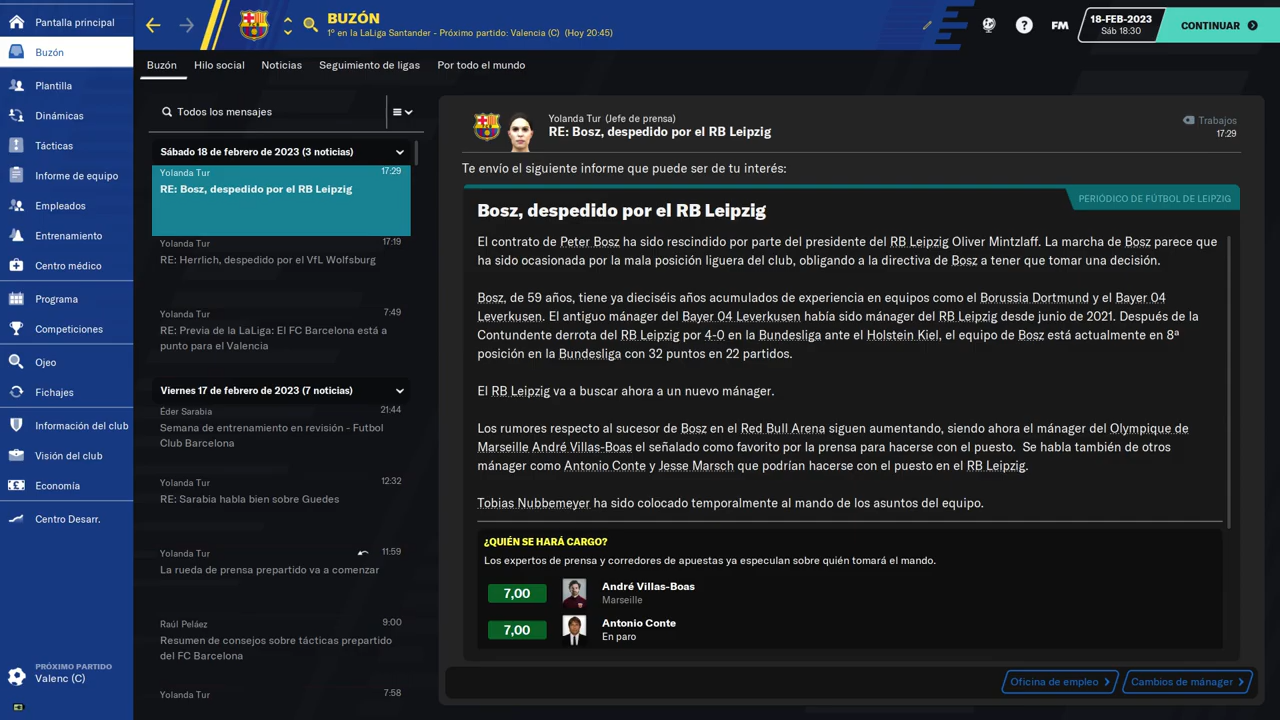 Pantalla principal
Buzón
Plantilla
Dinámicas
Tácticas
Informe de equipo
Empleados
Entrenamiento
Centro médico
Programa
Competiciones
Ojeo
Fichajes
Información del club
Visión del club
Economía
Centro Desarr.
PRÓXIMO PARTIDO
Valenc (C)
BUZÓN
1º en la LaLiga Santander - Próximo partido: Valencia (C) (Hoy 20:45)
FM
18-FEB-2023
Sáb 18:30
CONTINUAR
Buzón Hilo social Noticias Seguimiento de ligas Por todo el mundo
Todos los mensajes
Sábado 18 de febrero de 2023 (3 noticias)
Yolanda Tur 17:29
RE: Bosz, despedido por el RB Leipzig
Yolanda Tur 17:19
RE: Herrlich, despedido por el VfL Wolfsburg
Yolanda Tur 7:49
RE: Previa de la LaLiga: El FC Barcelona está a
punto para el Valencia
Viernes 17 de febrero de 2023 (7 noticias)
Éder Sarabia 21:44
Semana de entrenamiento en revisión - Futbol
Club Barcelona
Yolanda Tur 12:32
RE: Sarabia habla bien sobre Guedes
Yolanda Tur 11:59
La rueda de prensa prepartido va a comenzar
Raúl Peláez 9:00
Resumen de consejos sobre tácticas prepartido
del FC Barcelona
Yolanda Tur 7:58
Yolanda Tur (Jefe de prensa)
RE: Bosz, despedido por el RB Leipzig
Trabajos
17:29
Te envío el siguiente informe que puede ser de tu interés:
PERIÓDICO DE FÚTBOL DE LEIPZIG
Bosz, despedido por el RB Leipzig
El contrato de Peter Bosz ha sido rescindido por parte del presidente del RB Leipzig Oliver Mintzlaff. La marcha de Bosz parece que
ha sido ocasionada por la mala posición liguera del club, obligando a la directiva de Bosz a tener que tomar una decisión.
Bosz, de 59 años, tiene ya dieciséis años acumulados de experiencia en equipos como el Borussia Dortmund y el Bayer 04
Leverkusen. El antiguo mánager del Bayer 04 Leverkusen había sido mánager del RB Leipzig desde junio de 2021. Después de la
Contundente derrota del RB Leipzig por 4-0 en la Bundesliga ante el Holstein Kiel, el equipo de Bosz está actualmente en 8ª
posición en la Bundesliga con 32 puntos en 22 partidos.
El RB Leipzig va a buscar ahora a un nuevo mánager.
Los rumores respecto al sucesor de Bosz en el Red Bull Arena siguen aumentando, siendo ahora el mánager del Olympique de
Marseille André Villas-Boas el señalado como favorito por la prensa para hacerse con el puesto. Se habla también de otros
mánager como Antonio Conte y Jesse Marsch que podrían hacerse con el puesto en el RB Leipzig.
Tobias Nubbemeyer ha sido colocado temporalmente al mando de los asuntos del equipo.
¿QUIÉN SE HARÁ CARGO?
Los expertos de prensa y corredores de apuestas ya especulan sobre quién tomará el mando.
7,00 André Villas-Boas
Marseille
7,00 Antonio Conte
En paro
Oficina de empleo Cambios de mánager